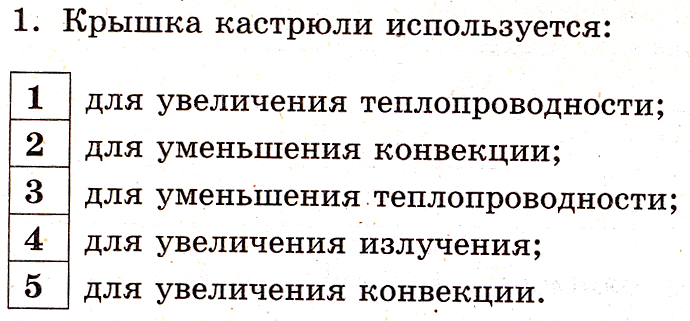 1. Крышка кастрюли используется:
1 для увеличения теплопроводности;
2 для уменьшения конвекции;
3 для уменьшения теплопроводности;
4 для увеличения излучения;
5 для увеличения конвекции.